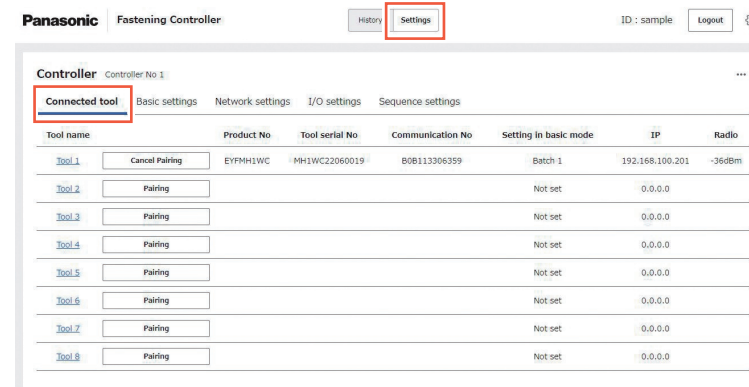 Panasonic Fastening Controller History Settings ID : sample Logout
Controller Controller No 1 ...
Connected tool Basic settings Network settings I/O settings Sequence settings
Tool name Product No Tool serial No Communication No Setting in basic mode IP Radio
Tool 1 Cancel Pairing EYFMH1WC MH1WC22060019 B0B113306359 Batch 1 192.168.100.201 -36dBm
Tool 2 Pairing Not set 0.0.0.0
Tool 3 Pairing Not set 0.0.0.0
Tool 4 Pairing Not set 0.0.0.0
Tool 5 Pairing Not set 0.0.0.0
Tool 6 Pairing Not set 0.0.0.0
Tool 7 Pairing Not set 0.0.0.0
Tool 8 Pairing Not set 0.0.0.0